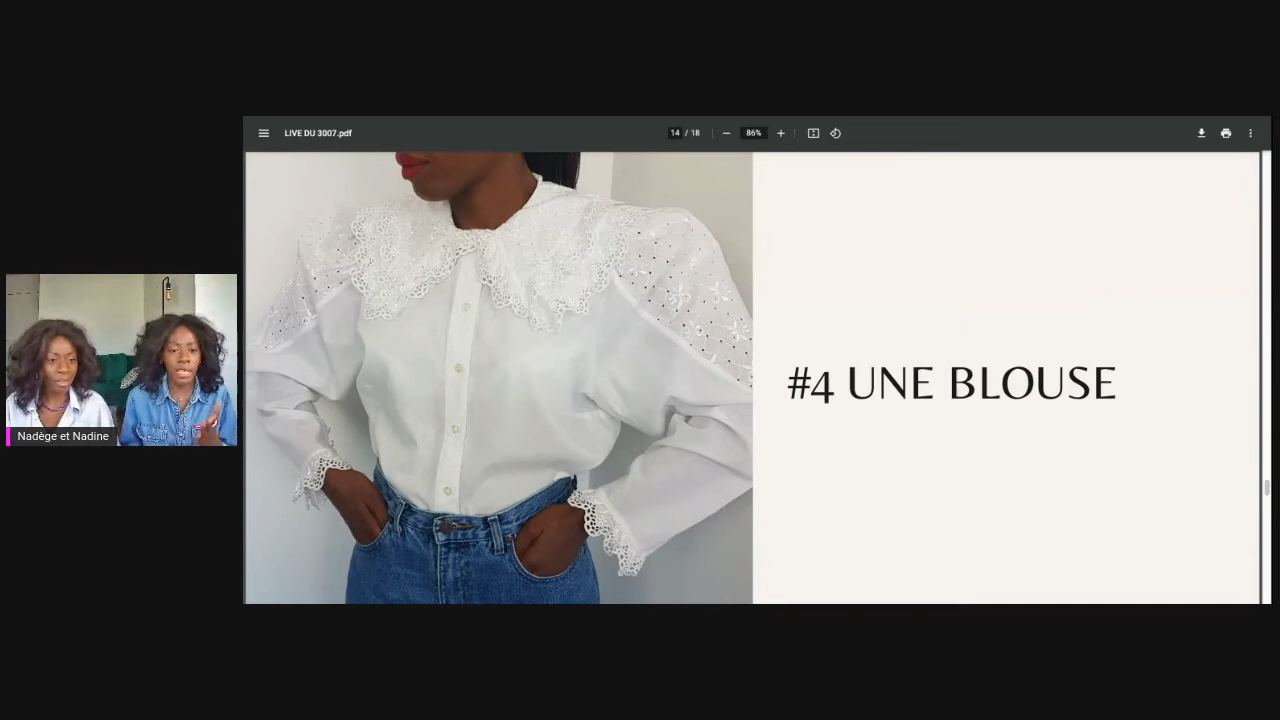 LIVE DU 3007.pdf
14 / 18
86%
#4 UNE BLOUSE
Nadège et Nadine